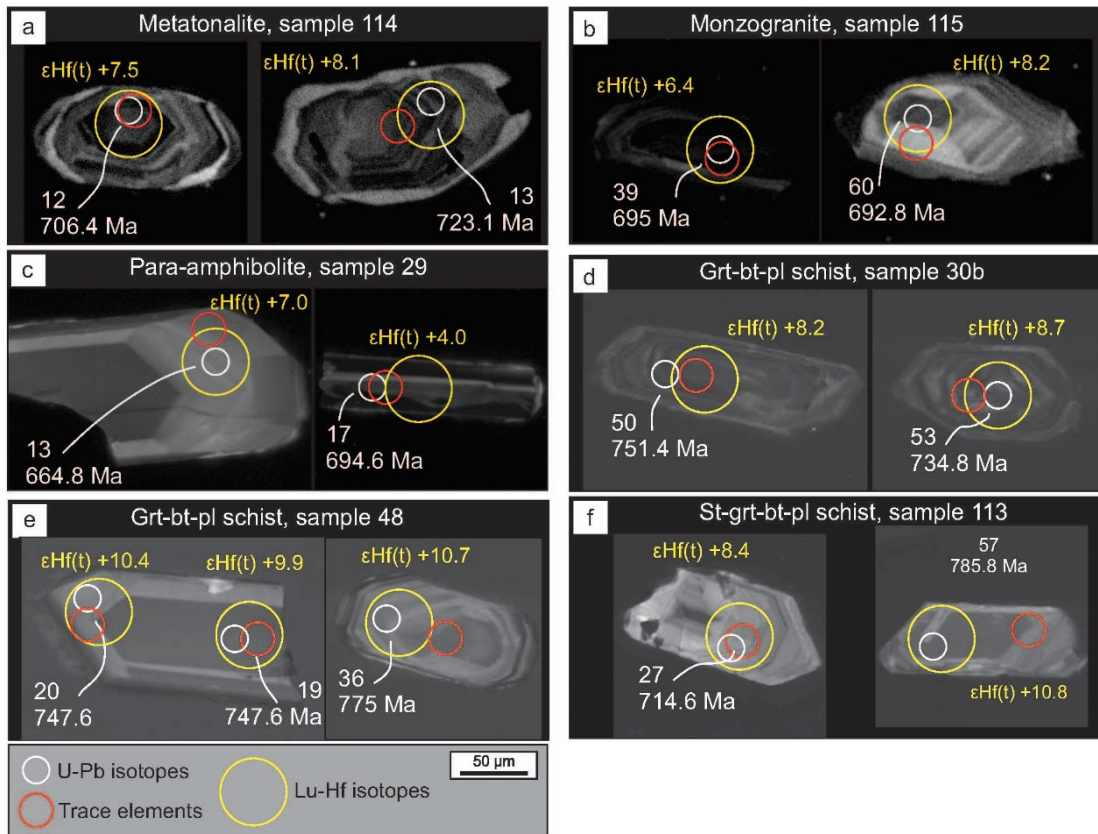 a
Metatonalite, sample 114
εHf(t) +7.5
εHf(t) +8.1
12
706.4 Ma
13
723.1 Ma
b
Monzogranite, sample 115
εHf(t) +6.4
εHf(t) +8.2
39
695 Ma
60
692.8 Ma
c
Para-amphibolite, sample 29
εHf(t) +7.0
εHf(t) +4.0
13
664.8 Ma
17
694.6 Ma
d
Grt-bt-pl schist, sample 30b
εHf(t) +8.2
εHf(t) +8.7
50
751.4 Ma
53
734.8 Ma
e
Grt-bt-pl schist, sample 48
εHf(t) +10.4
εHf(t) +9.9
εHf(t) +10.7
20
747.6
19
747.6 Ma
36
775 Ma
f
St-grt-bt-pl schist, sample 113
εHf(t) +8.4
57
785.8 Ma
27
714.6 Ma
εHf(t) +10.8
U-Pb isotopes
Trace elements
Lu-Hf isotopes
50 µm